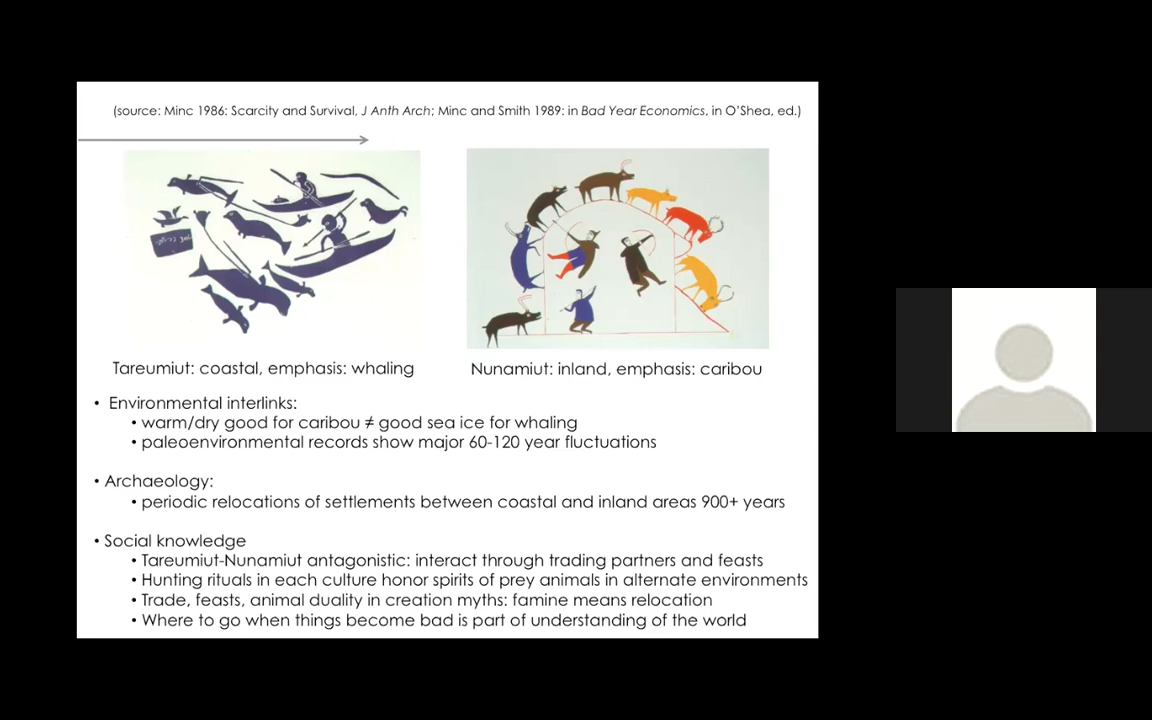 (source: Minc 1986: Scarcity and Survival, J Anth Arch; Minc and Smith 1989: in Bad Year Economics, in O'Shea, ed.)
Tareumiut: coastal, emphasis: whaling
Nunamiut: inland, emphasis: caribou
• Environmental interlinks:
• warm/dry good for caribou ≠ good sea ice for whaling
• paleoenvironmental records show major 60-120 year fluctuations
• Archaeology:
• periodic relocations of settlements between coastal and inland areas 900+ years
• Social knowledge
• Tareumiut-Nunamiut antagonistic: interact through trading partners and feasts
• Hunting rituals in each culture honor spirits of prey animals in alternate environments
• Trade, feasts, animal duality in creation myths: famine means relocation
• Where to go when things become bad is part of understanding of the world